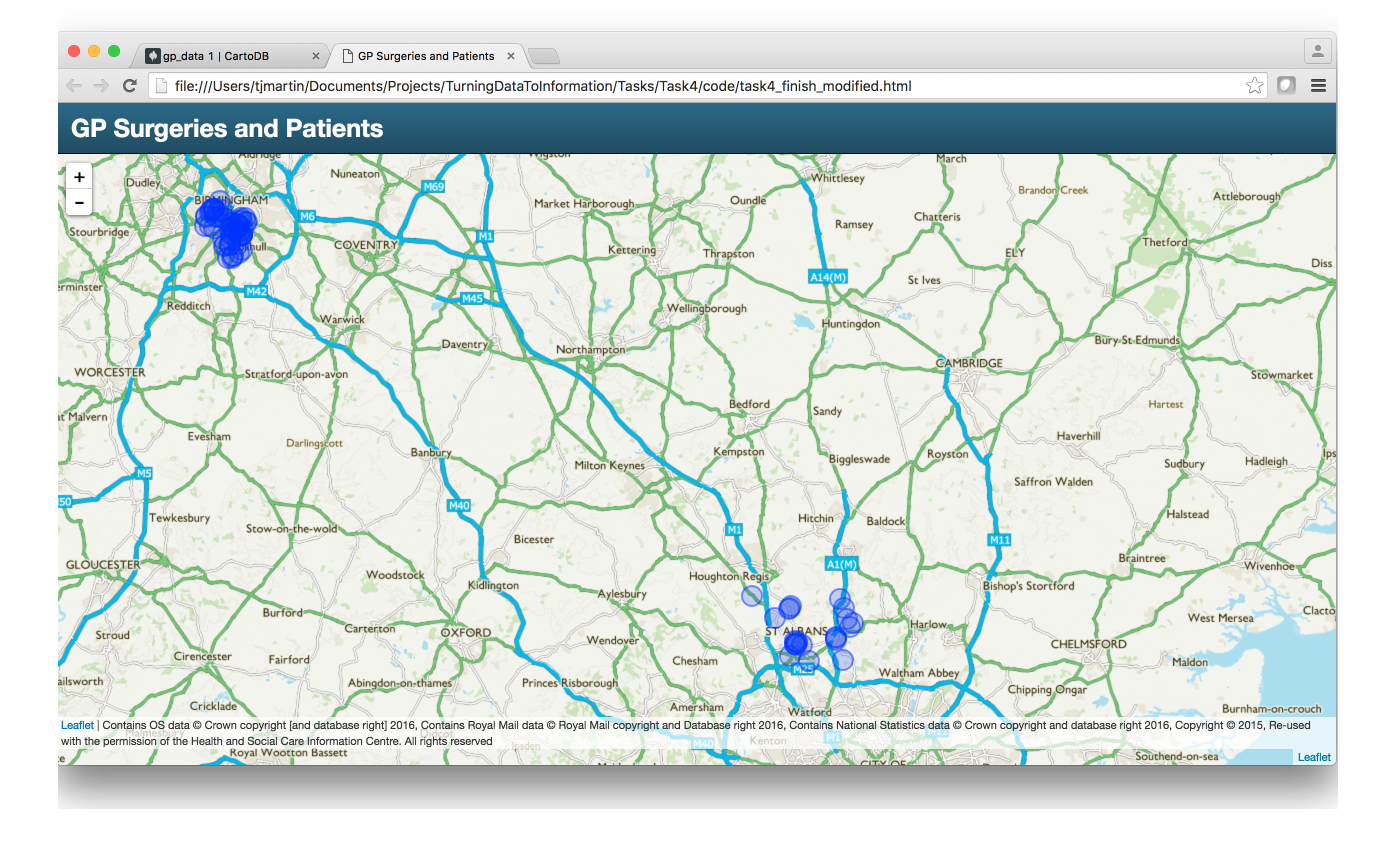 gp_data 1 | CartoDB
GP Surgeries and Patients
file:///Users/tjmartin/Documents/Projects/TurningDataToInformation/Tasks/Task4/code/task4_finish_modified.html
GP Surgeries and Patients
+
-
Aldridge
Wigston
March
Dudley
Nuneaton
M69
Whittlesey
Brandon Creek
BIRMINGHAM
Market Harborough
Oundle
Attleborough
M6
Chatteris
Stourbridge
M1
Ramsey
COVENTRY
Kettering
Thrapston
ELY
Thetford
Diss
A14(M)
St Ives
M42
M45
Redditch
Wellingborough
Warwick
Huntingdon
Daventry
Northampton
Bury St Edmunds
CAMBRIDGE
WORCESTER
Stratford-upon-avon
Stowmarket
Bedford
Sandy
Hartest
Malvern
Evesham
Darlingscott
Haverhill
Banbury
Kempston
Biggleswade
Royston
Milton Keynes
Sudbury
Hadleigh
M5
Saffron Walden
50
M40
Tewkesbury
Hitchin
Baldock
Halstead
Stow-on-the-wold
M1
Bicester
M11
GLOUCESTER
A1(M)
Braintree
Wivenhoe
Woodstock
Houghton Regis
Bishop's Stortford
Kidlington
Aylesbury
Burford
West Mersea
Clacto
Carterton
OXFORD
ST ALBANS
Harlow
Stroud
Wendover
CHELMSFORD
Cirencester
Fairford
Chesham
Maldon
M25
Waltham Abbey
ailsworth
Abingdon-on-thames
Princes Risborough
Chipping Ongar
Cricklade
Amersham
Watford
Burnham-on-crouch
Leaflet | Contains OS data © Crown copyright [and database right] 2016, Contains Royal Mail data © Royal Mail copyright and Database right 2016, Contains National Statistics data © Crown copyright and database right 2016, Copyright © 2015, Re-used
with the permission of the Health and Social Care Information Centre. All rights reserved
Malmesbury
Didcot
M40
Kenton
M1
Royal Wootton Bassett
Southend-on-sea
Leaflet
CITY OF